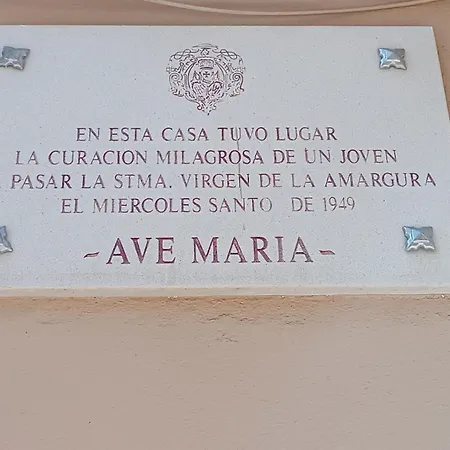 EN ESTA CASA TUVO LUGAR
LA CURACION MILAGROSA DE UN JOVEN
PASAR LA STMA. VIRGEN DE LA AMARGURA
EL MIERCOLES SANTO DE 1949
-AVE MARIA-